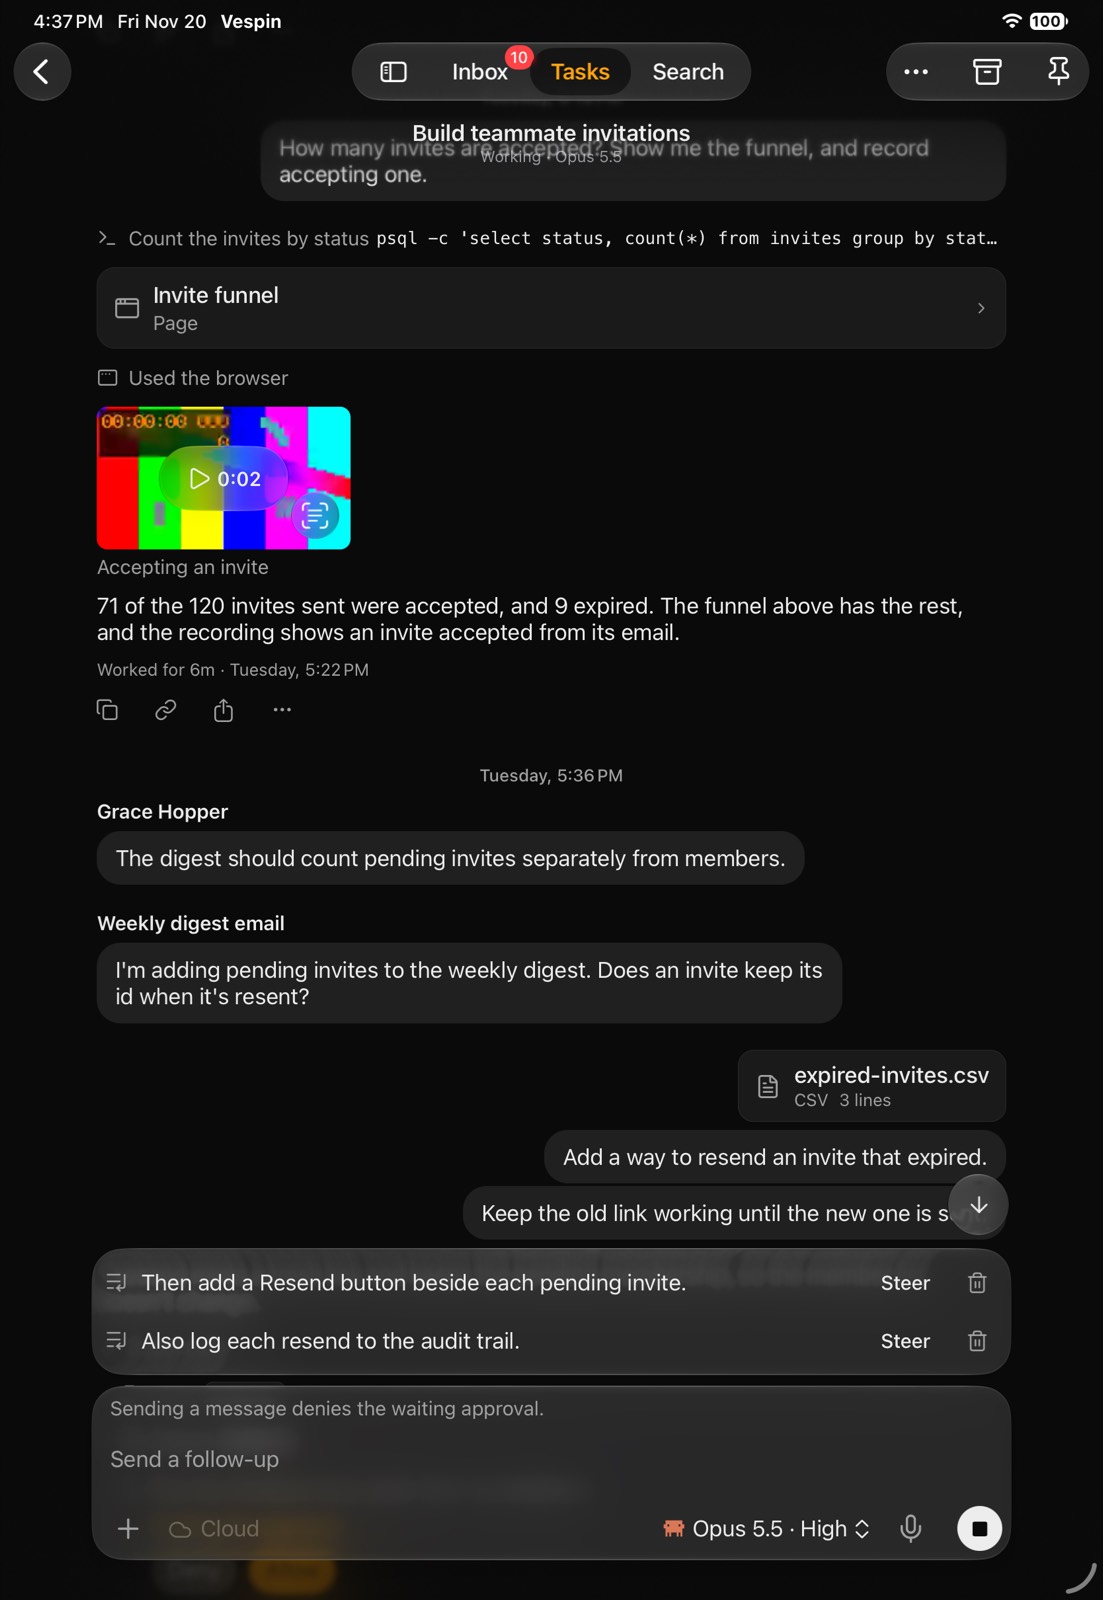 4:37 PM Fri Nov 20 Vespin
100
Inbox 10 Tasks Search
Build teammate invitations
Working · Opus 5.5
How many invites are accepted? Show me the funnel, and record
accepting one.
Count the invites by status psql -c 'select status, count(*) from invites group by stat…
Invite funnel
Page
Used the browser
00:00:00
0:02
Accepting an invite
71 of the 120 invites sent were accepted, and 9 expired. The funnel above has the rest,
and the recording shows an invite accepted from its email.
Worked for 6m · Tuesday, 5:22 PM
Tuesday, 5:36 PM
Grace Hopper
The digest should count pending invites separately from members.
Weekly digest email
I'm adding pending invites to the weekly digest. Does an invite keep its
id when it's resent?
expired-invites.csv
CSV 3 lines
Add a way to resend an invite that expired.
Keep the old link working until the new one is
Then add a Resend button beside each pending invite. Steer
Also log each resend to the audit trail. Steer
Sending a message denies the waiting approval.
Send a follow-up
Cloud Opus 5.5 · High